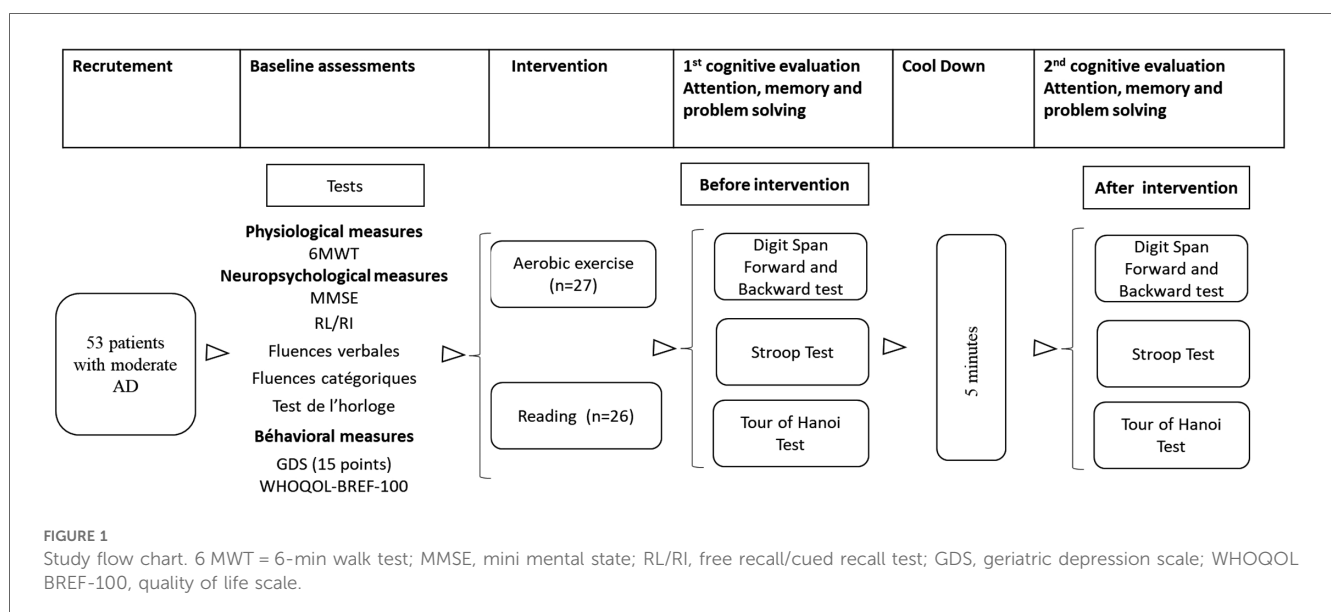 Recrutement
Baseline assessments
Intervention
1st cognitive evaluation
Attention, memory and
problem solving
Cool Down
2nd cognitive evaluation
Attention, memory and
problem solving
Tests
Before intervention
After intervention
53 patients
with moderate
AD
Physiological measures
6MWT
Neuropsychological measures
MMSE
RL/RI
Fluences verbales
Fluences catégoriques
Test de l'horloge
Béhavioral measures
GDS (15 points)
WHOQOL-BREF-100
Aerobic exercise
(n=27)
Reading (n=26)
Digit Span
Forward and
Backward test
Stroop Test
Tour of Hanoi
Test
5 minutes
Digit Span
Forward and
Backward test
Stroop Test
Tour of Hanoi
Test
FIGURE 1
Study flow chart. 6 MWT = 6-min walk test; MMSE, mini mental state; RL/RI, free recall/cued recall test; GDS, geriatric depression scale; WHOQOL
BREF-100, quality of life scale.